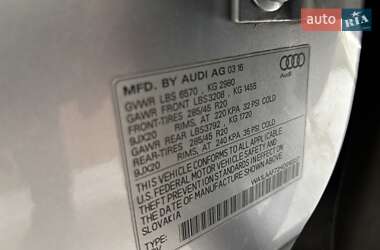 auto RIA
MFD. BY AUDI AG 03 16
Audi
GVWR LBS 6570 , KG 2980
GAWR FRONT LBS3208 , KG 1455
FRONT-TIRES 285/45 R20
9JX20 RIMS, AT 220 KPA, 32 PSI COLD
GAWR REAR LBS3792 , KG 1720
REAR-TIRES 285/45 R20
9JX20 RIMS, AT 240 KPA, 35 PSI COLD
THIS VEHICLE CONFORMS TO ALL APPLICABLE
U.S. FEDERAL MOTOR VEHICLE SAFETY AND
THEFT PREVENTION STANDARDS IN EFFECT ON
THE DATE OF MANUFACTURE SHOWN ABOVE.
SLOVAKIA
TYPE: